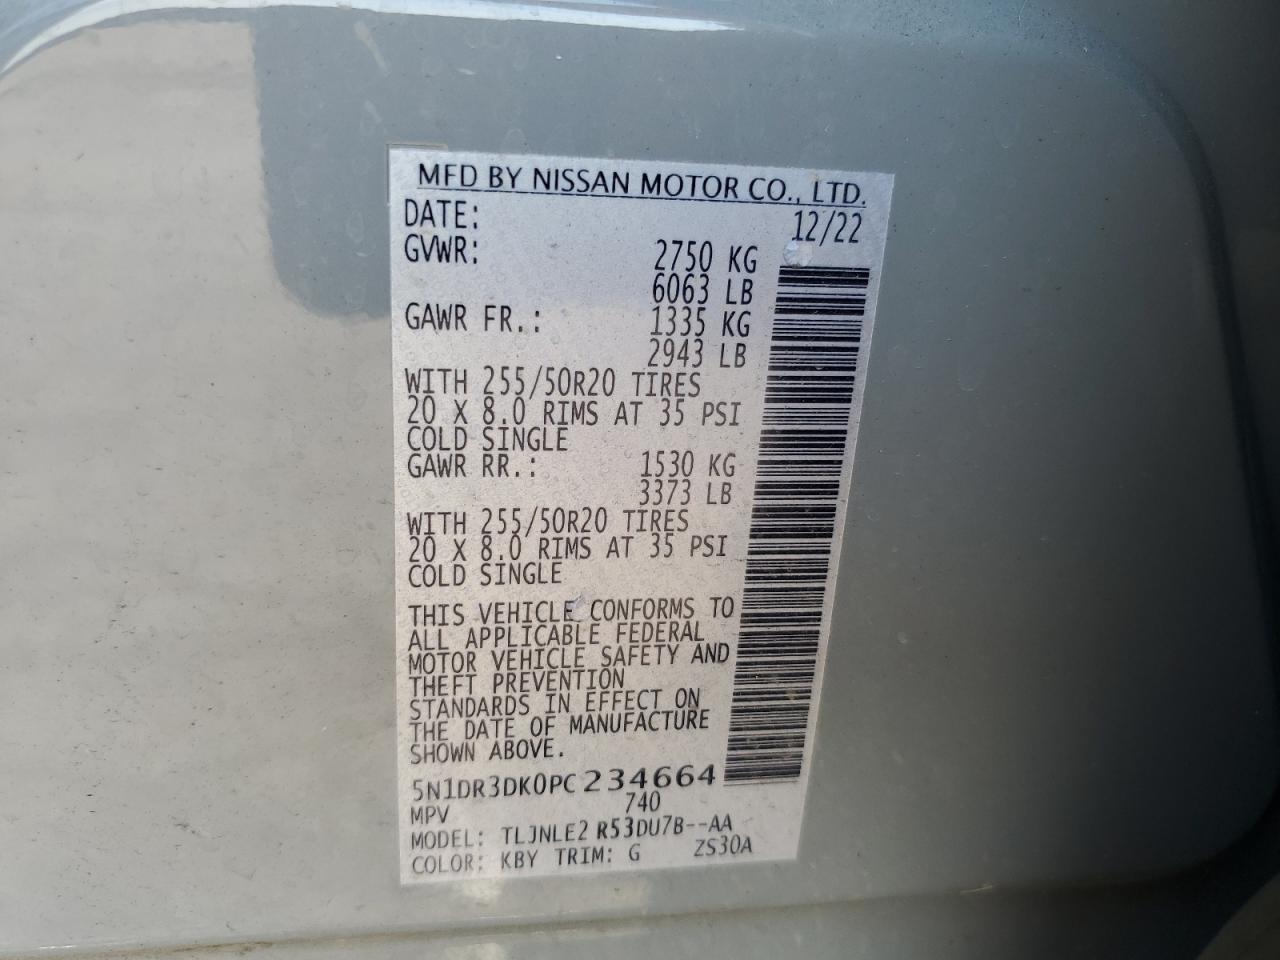 MFD BY NISSAN MOTOR CO., LTD.
DATE: 12/22
GVWR: 2750 KG
6063 LB
GAWR FR.: 1335 KG
2943 LB
WITH 255/50R20 TIRES
20 X 8.0 RIMS AT 35 PSI
COLD SINGLE
GAWR RR.: 1530 KG
3373 LB
WITH 255/50R20 TIRES
20 X 8.0 RIMS AT 35 PSI
COLD SINGLE
THIS VEHICLE CONFORMS TO
ALL APPLICABLE FEDERAL
MOTOR VEHICLE SAFETY AND
THEFT PREVENTION
STANDARDS IN EFFECT ON
THE DATE OF MANUFACTURE
SHOWN ABOVE.
5N1DR3DK0PC234664
MPV 740
MODEL: TLJNLE2 R53DU7B--AA
COLOR: KBY TRIM: G ZS30A